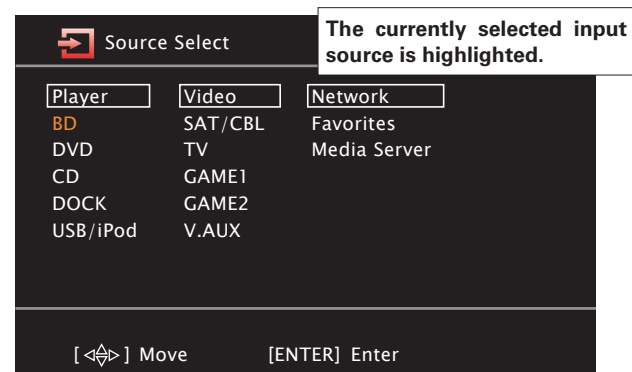 Source Select
The currently selected input
source is highlighted.
Player
BD
DVD
CD
DOCK
USB/iPod
Video
SAT/CBL
TV
GAME1
GAME2
V.AUX
Network
Favorites
Media Server
[◁△▽▷] Move [ENTER] Enter